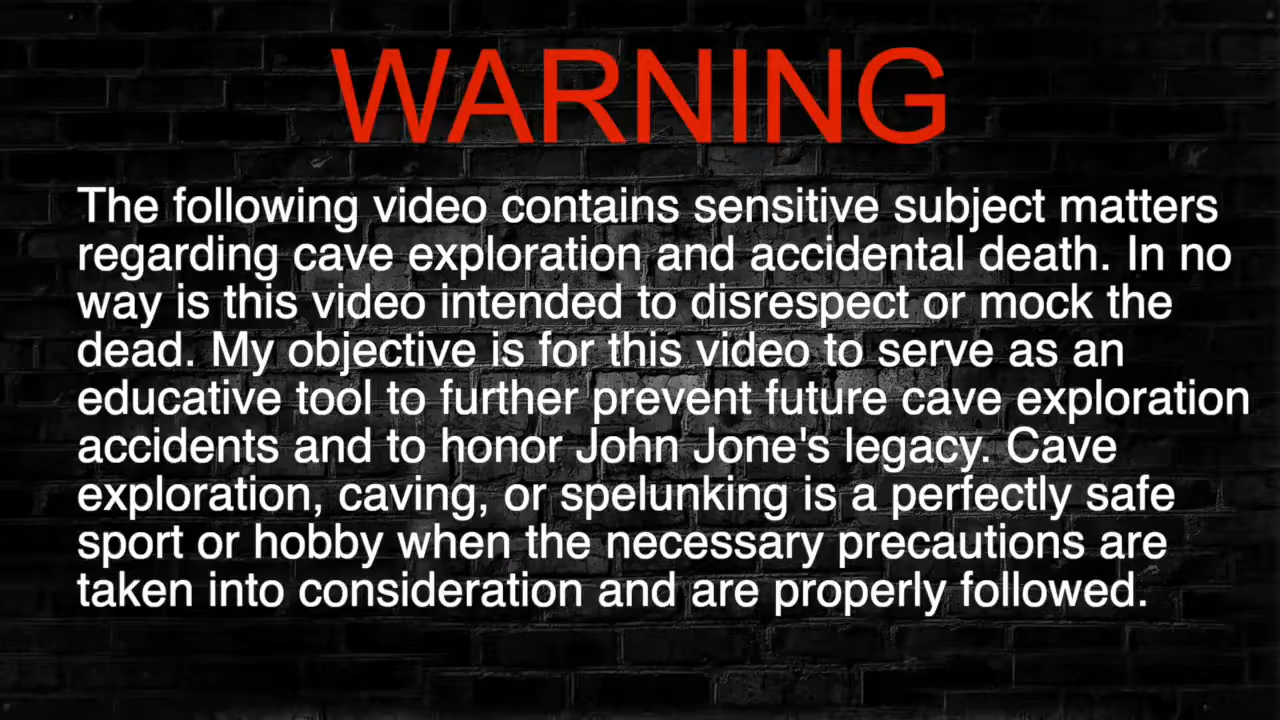 WARNING
The following video contains sensitive subject matters
regarding cave exploration and accidental death. In no
way is this video intended to disrespect or mock the
dead. My objective is for this video to serve as an
educative tool to further prevent future cave exploration
accidents and to honor John Jone's legacy. Cave
exploration, caving, or spelunking is a perfectly safe
sport or hobby when the necessary precautions are
taken into consideration and are properly followed.